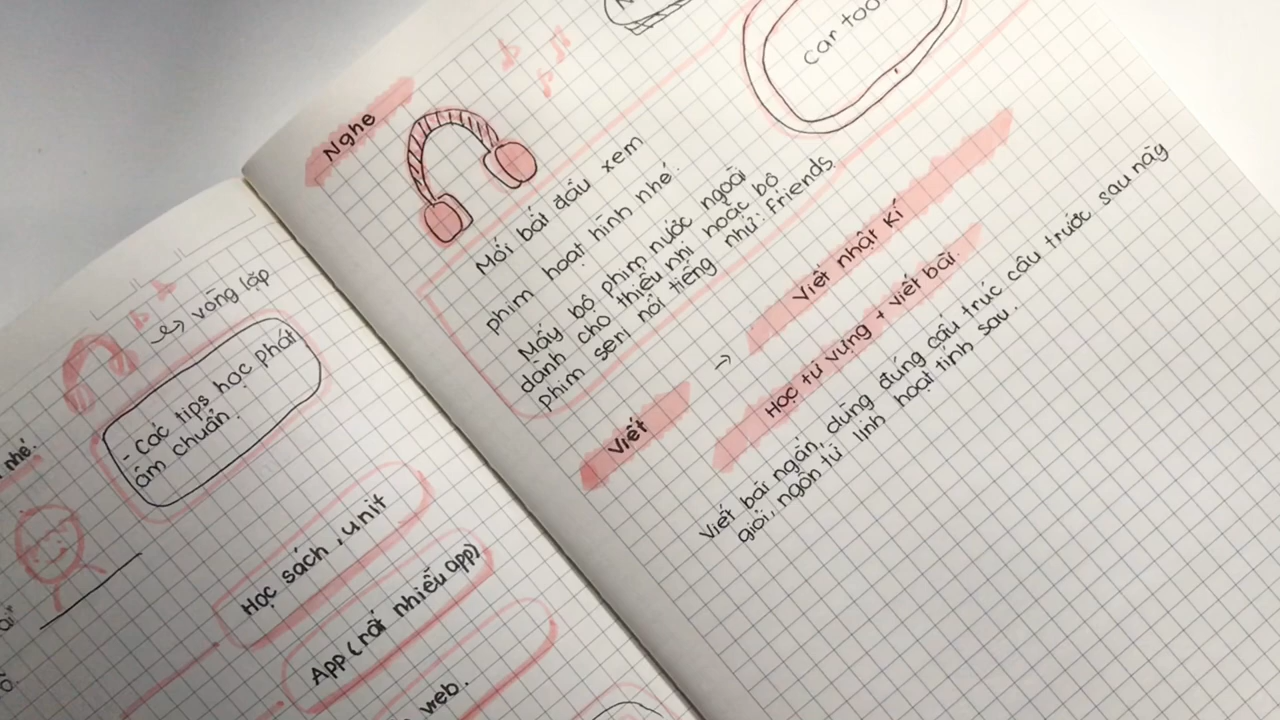 vòng lặp
- Các tips học phát
âm chuẩn.
nhé.
Học sách, unit
App (rất nhiều app)
web.
Nghe
cartoo
Mới bắt đầu xem
phim hoạt hình nhé!
Mấy bộ phim nước ngoài
dành cho thiếu nhi hoặc bộ
phim seri nổi tiếng như: Friends
Viết
→ Viết nhật kí
Học từ vựng + viết bài.
Viết bài ngắn, dùng đúng cấu trúc câu trước sau này
giỏi, ngôn từ linh hoạt tính sau.